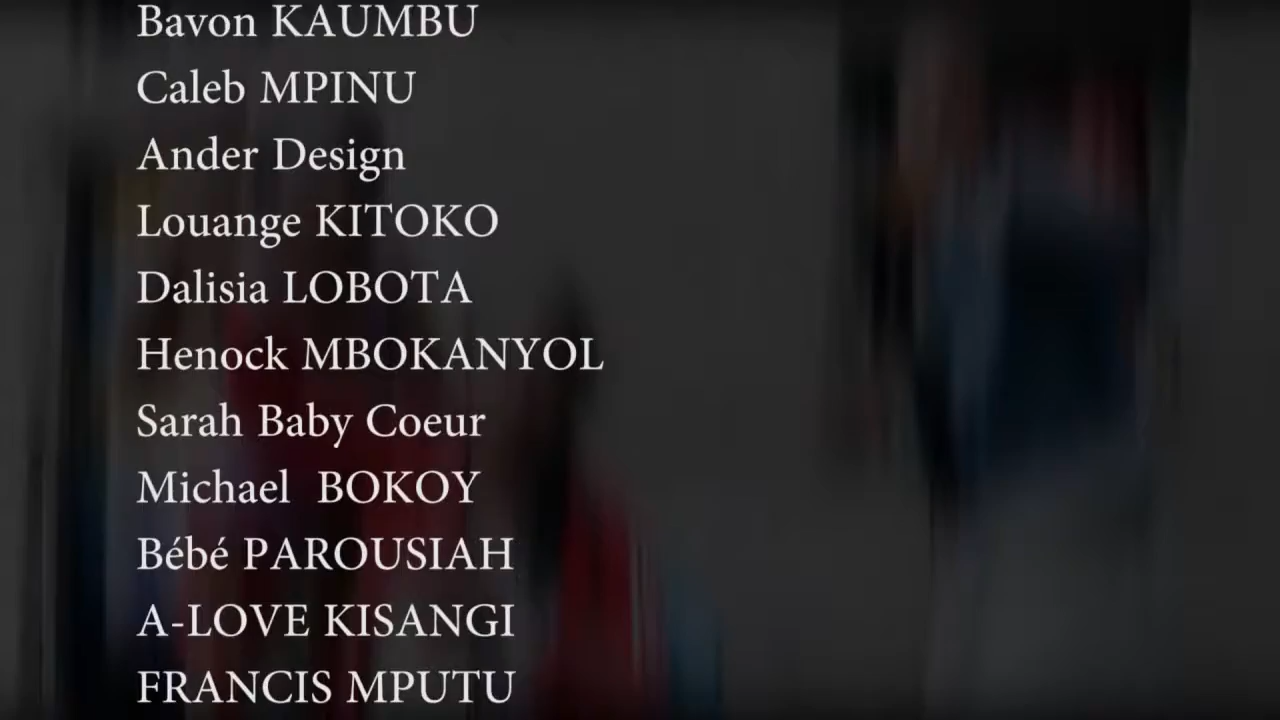 Bavon KAUMBU
Caleb MPINU
Ander Design
Louange KITOKO
Dalisia LOBOTA
Henock MBOKANYOL
Sarah Baby Coeur
Michael  BOKOY
Bébé PAROUSIAH
A-LOVE KISANGI
FRANCIS MPUTU